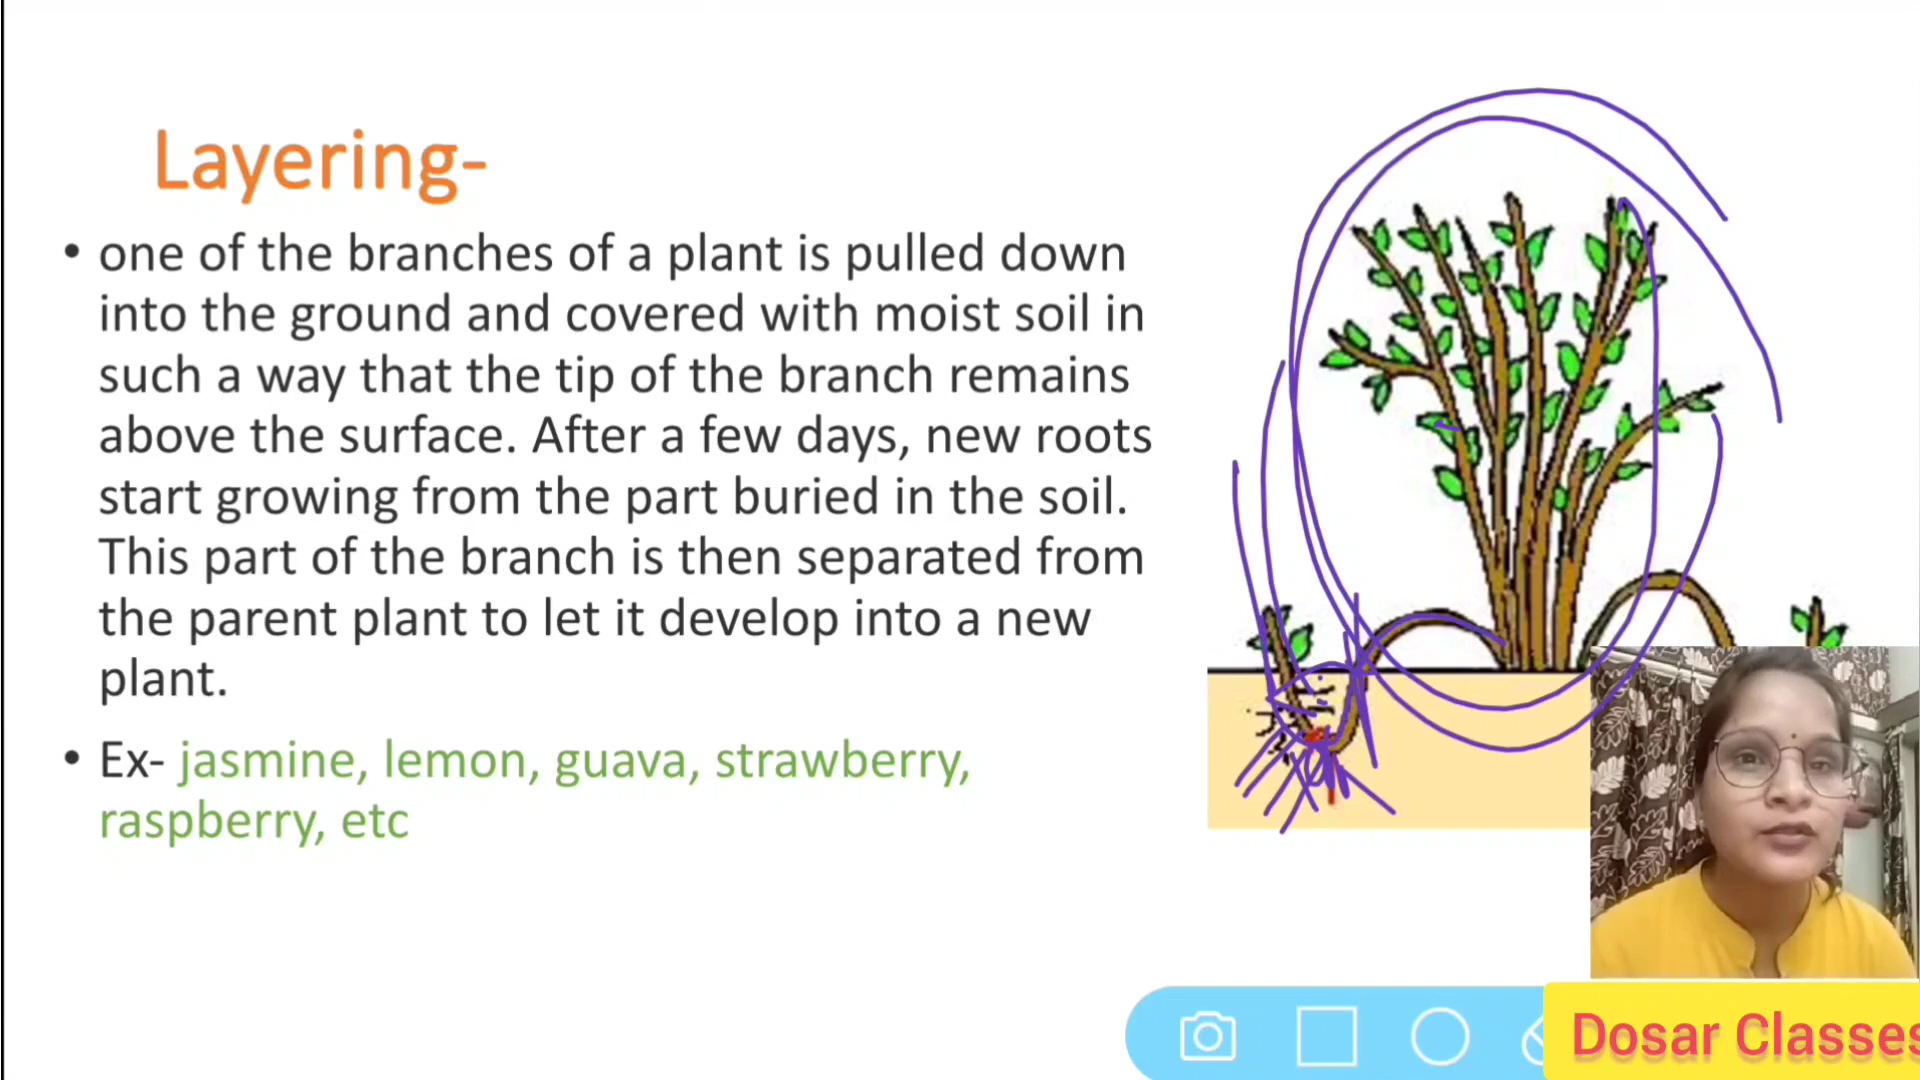 Layering-
• one of the branches of a plant is pulled down
into the ground and covered with moist soil in
such a way that the tip of the branch remains
above the surface. After a few days, new roots
start growing from the part buried in the soil.
This part of the branch is then separated from
the parent plant to let it develop into a new
plant.
• Ex- jasmine, lemon, guava, strawberry,
raspberry, etc
Dosar Classes